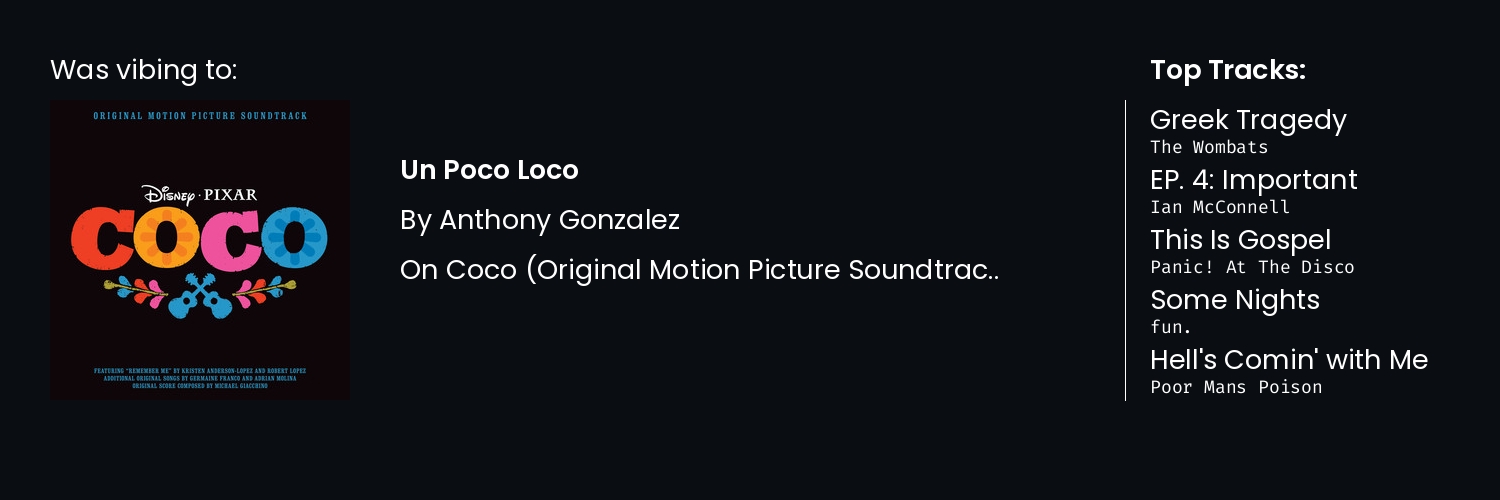 Was vibing to:
ORIGINAL MOTION PICTURE SOUNDTRACK
Disney · PIXAR
COCO
FEATURING "REMEMBER ME" BY KRISTEN ANDERSON-LOPEZ AND ROBERT LOPEZ
ADDITIONAL ORIGINAL SONGS BY GERMAINE FRANCO AND ADRIAN MOLINA
ORIGINAL SCORE COMPOSED BY MICHAEL GIACCHINO
Un Poco Loco
By Anthony Gonzalez
On Coco (Original Motion Picture Soundtrac..
Top Tracks:
Greek Tragedy
The Wombats
EP. 4: Important
Ian McConnell
This Is Gospel
Panic! At The Disco
Some Nights
fun.
Hell's Comin' with Me
Poor Mans Poison